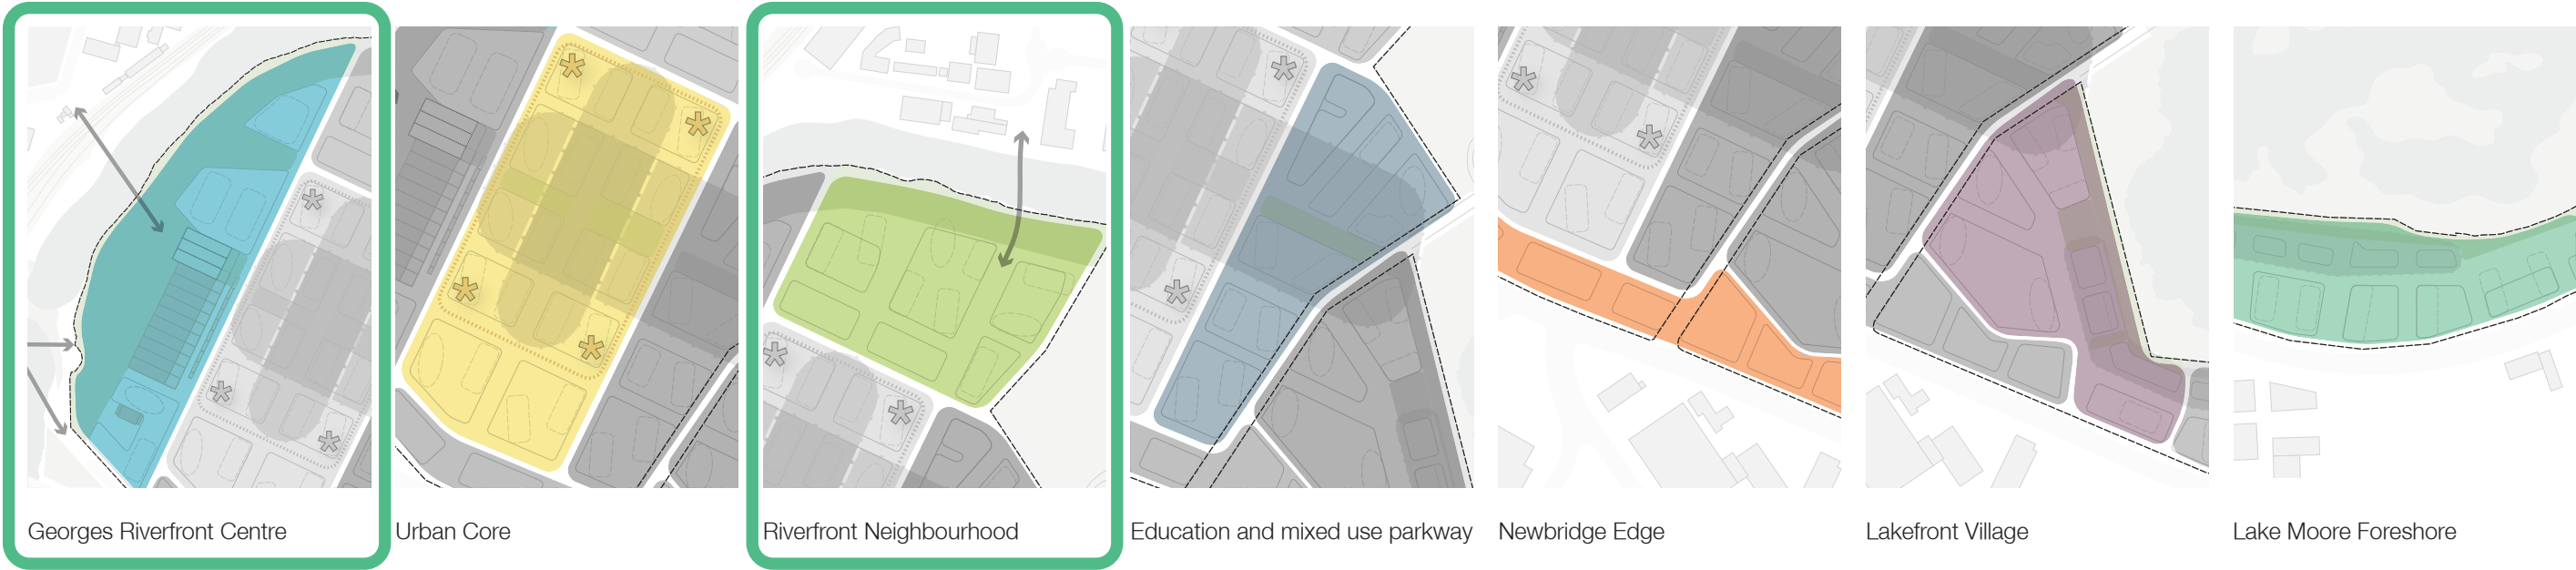 Georges Riverfront Centre
Urban Core
Riverfront Neighbourhood
Education and mixed use parkway
Newbridge Edge
Lakefront Village
Lake Moore Foreshore